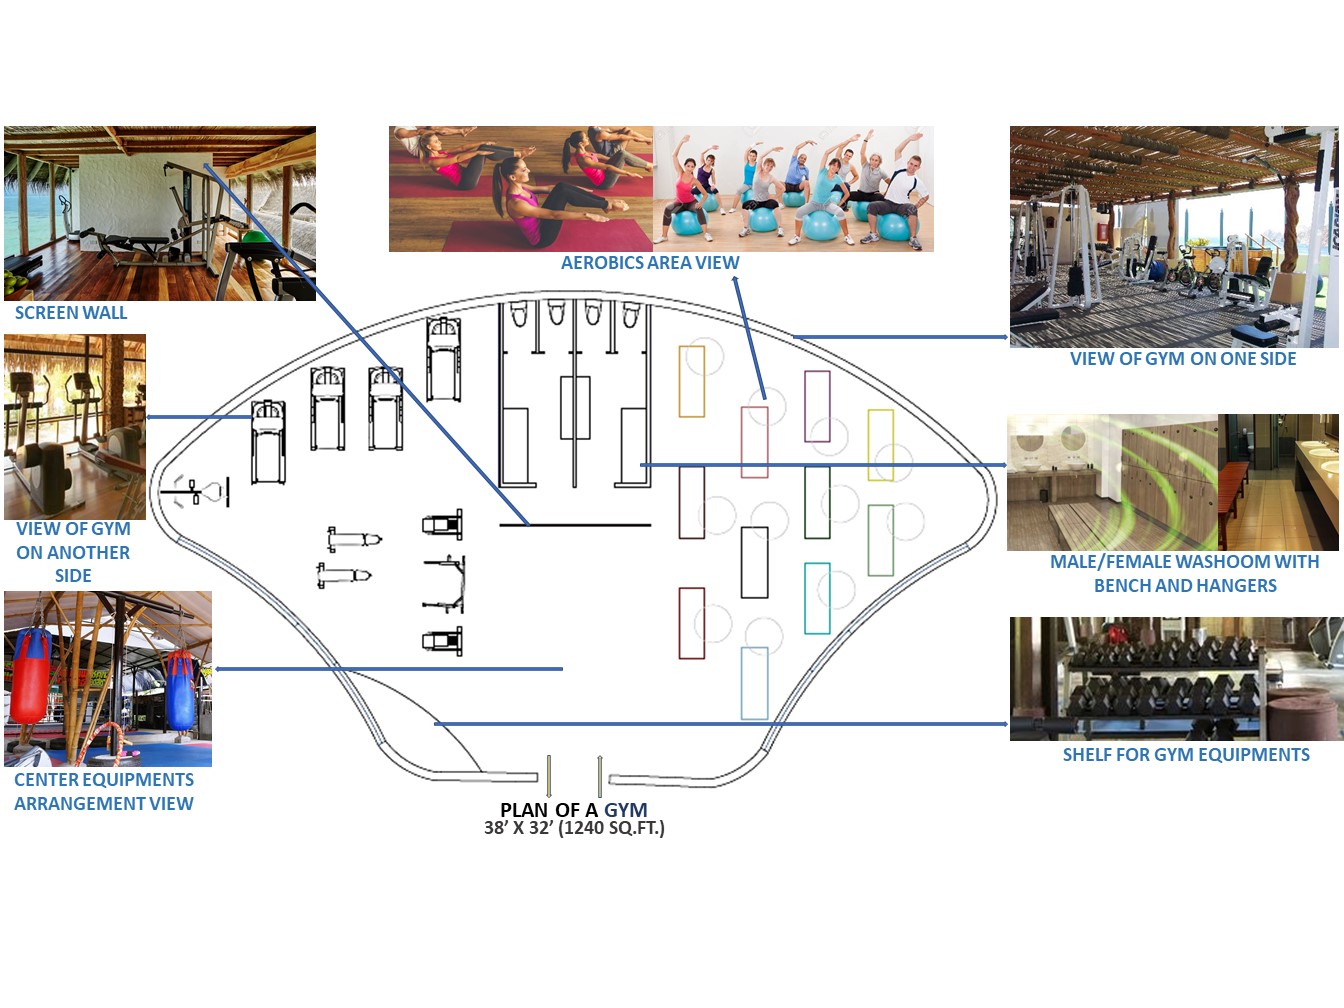 AEROBICS AREA VIEW
SCREEN WALL
VIEW OF GYM ON ONE SIDE
VIEW OF GYM
ON ANOTHER
SIDE
MALE/FEMALE WASHOOM WITH
BENCH AND HANGERS
SHELF FOR GYM EQUIPMENTS
CENTER EQUIPMENTS
ARRANGEMENT VIEW
PLAN OF A GYM
38’ X 32’ (1240 SQ.FT.)